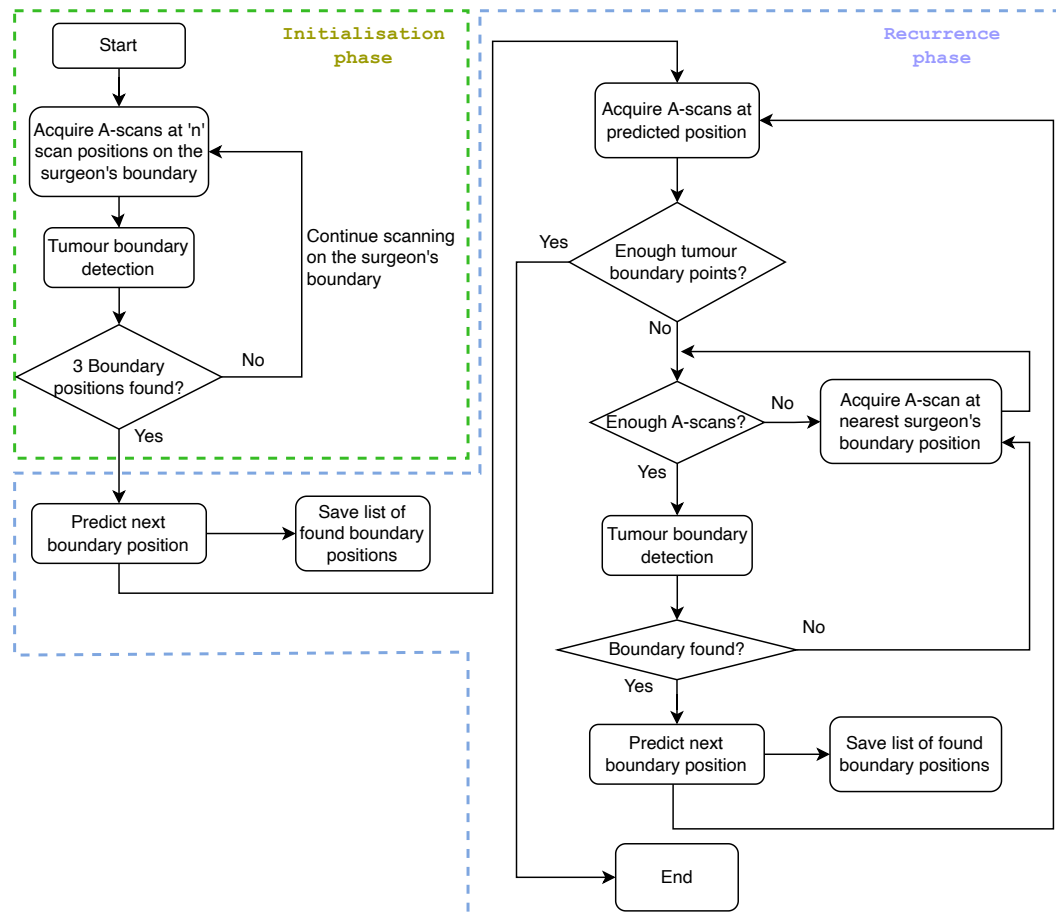 Initialisation
phase
Start
Acquire A-scans at 'n'
scan positions on the
surgeon's boundary
Tumour boundary
detection
Continue scanning
on the surgeon's
boundary
3 Boundary
positions found?
No
Yes
Predict next
boundary position
Save list of
found boundary
positions
Recurrence
phase
Acquire A-scans at
predicted position
Yes
Enough tumour
boundary points?
No
Enough A-scans?
No
Acquire A-scan at
nearest surgeon's
boundary position
Yes
Tumour boundary
detection
Boundary found?
No
Yes
Predict next
boundary position
Save list of found
boundary positions
End